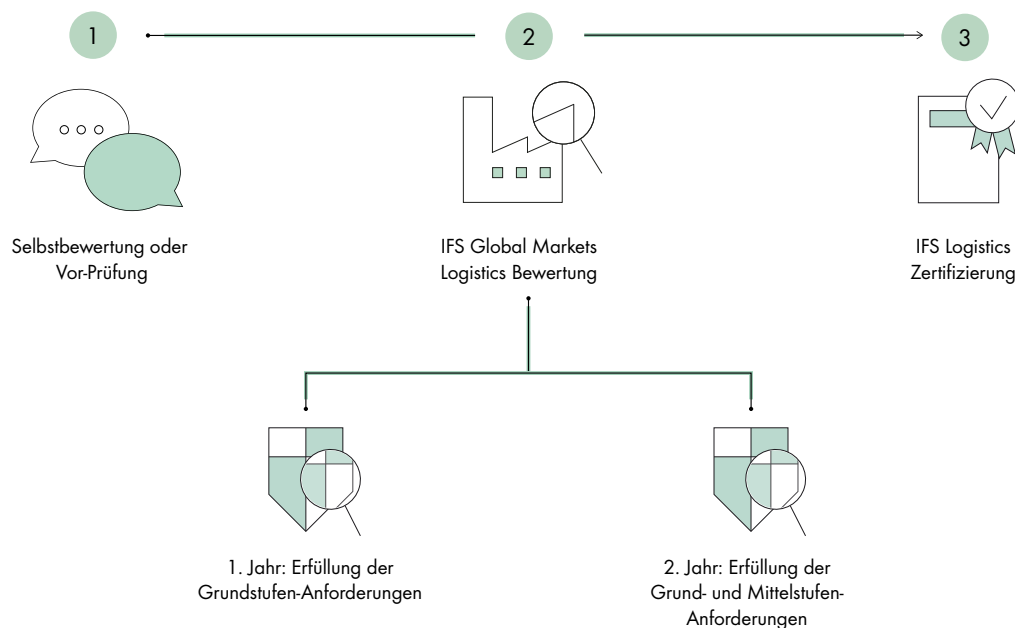 1
2
3
Selbstbewertung oder
Vor-Prüfung
IFS Global Markets
Logistics Bewertung
IFS Logistics
Zertifizierung
1. Jahr: Erfüllung der
Grundstufen-Anforderungen
2. Jahr: Erfüllung der
Grund- und Mittelstufen-
Anforderungen